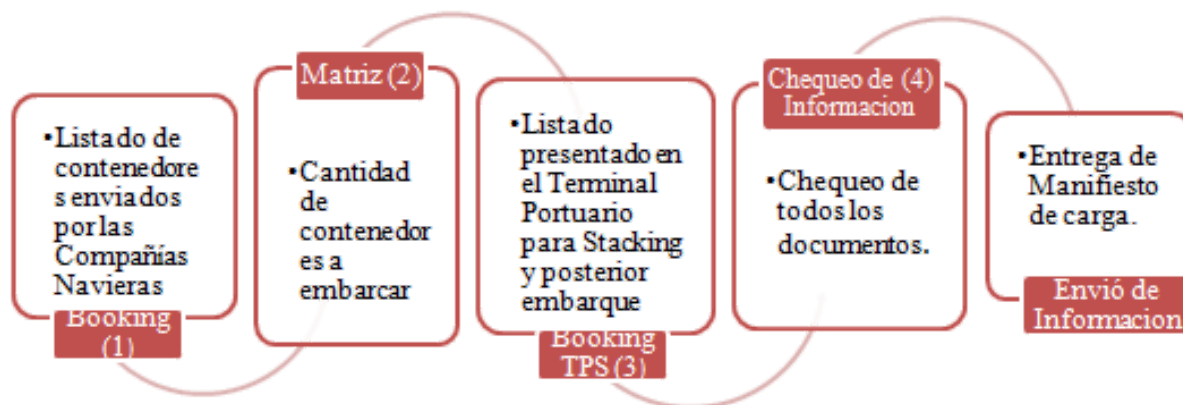 •Listado de
contenedore
s enviados
por las
Compañías
Navieras
Booking
(1)
Matriz (2)
•Cantidad
de
contenedor
es a
embarcar
•Listado
presentado en
el Terminal
Portuario
para Stacking
y posterior
embarque
Booking
TPS (3)
Chequeo de (4)
Informacion
•Chequeo de
todos los
documentos.
•Entrega de
Manifiesto
de carga.
Envió de
Informacion